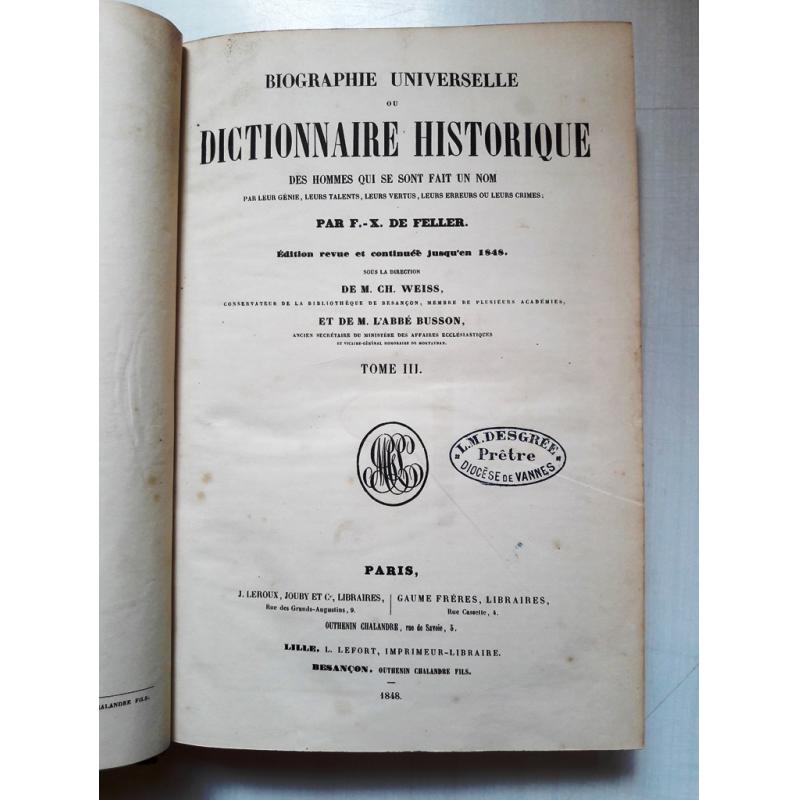 BIOGRAPHIE UNIVERSELLE
OU
DICTIONNAIRE HISTORIQUE
DES HOMMES QUI SE SONT FAIT UN NOM
PAR LEUR GÉNIE, LEURS TALENTS, LEURS VERTUS, LEURS ERREURS OU LEURS CRIMES;
PAR F.-X. DE FELLER.
Édition revue et continuée jusqu'en 1848.
SOUS LA DIRECTION
DE M. CH. WEISS,
CONSERVATEUR DE LA BIBLIOTHÈQUE DE BESANÇON, MEMBRE DE PLUSIEURS ACADÉMIES,
ET DE M. L'ABBÉ BUSSON,
ANCIEN SECRÉTAIRE DU MINISTÈRE DES AFFAIRES ECCLÉSIASTIQUES
ET VICAIRE-GÉNÉRAL HONORAIRE DE MONTAUBAN.
TOME III.
L.M. DESGRÉE
Prêtre
DIOCÈSE DE VANNES
PARIS,
J. LEROUX, JOUBY ET Cie, LIBRAIRES,
Rue des Grands-Augustins, 9.
GAUME FRÈRES, LIBRAIRES,
Rue Cassette, 4.
OUTHENIN CHALANDRE, rue de Savoie, 5.
LILLE, L. LEFORT, IMPRIMEUR-LIBRAIRE.
BESANÇON, OUTHENIN CHALANDRE FILS.
1848.
HALANDRE FILS.